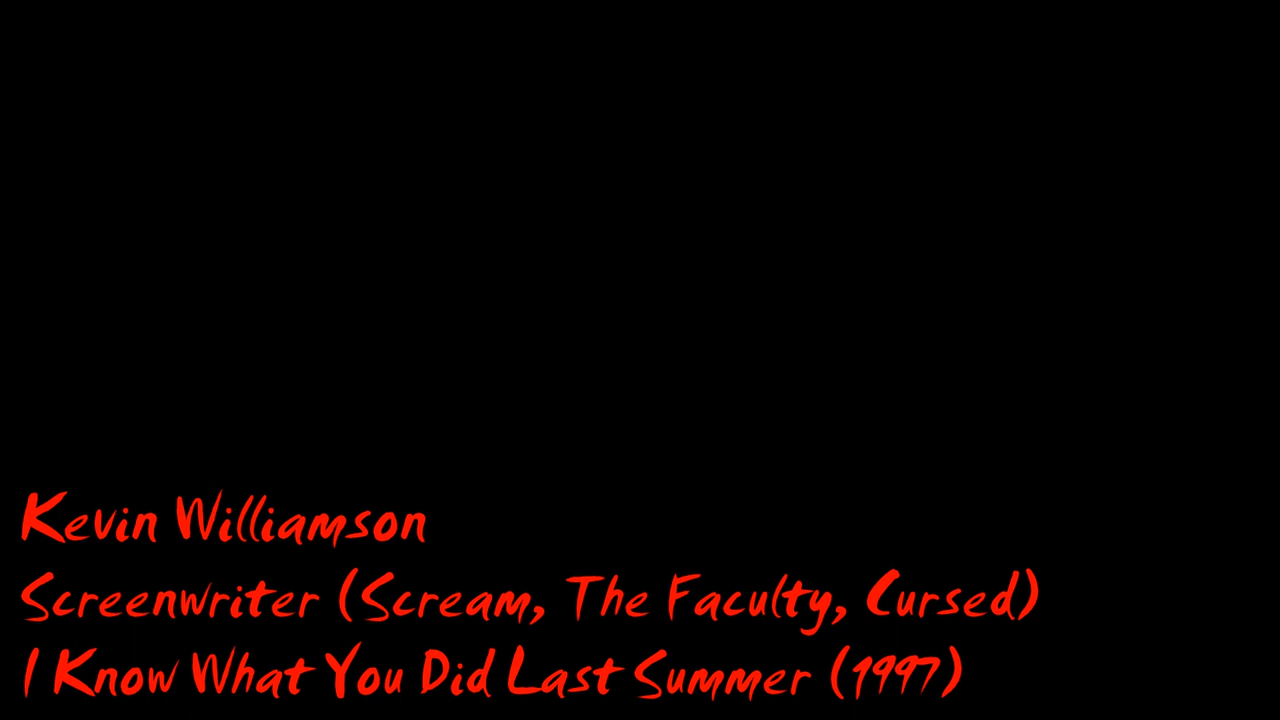 Kevin Williamson
Screenwriter (Scream, The Faculty, Cursed)
I Know What You Did Last Summer (1997)